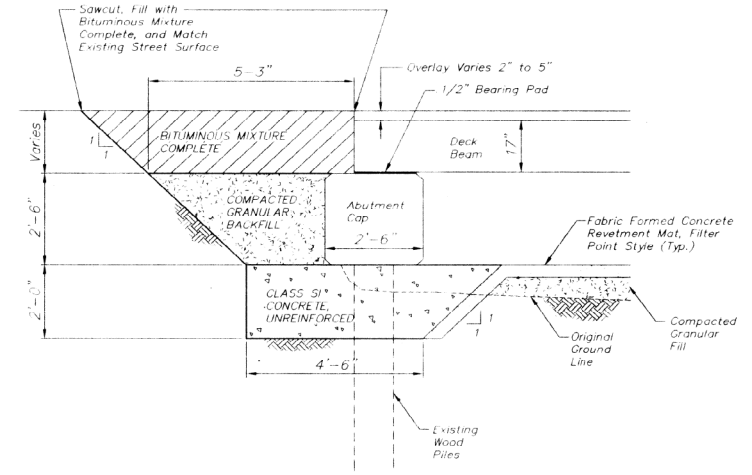 Sawcut, Fill with
Bituminous Mixture
Complete, and Match
Existing Street Surface
5'-3"
Overlay Varies 2" to 5"
1/2" Bearing Pad
Varies
1
1
BITUMINOUS MIXTURE
COMPLETE
Deck
Beam
17"
2'-6"
COMPACTED
GRANULAR
BACKFILL
Abutment
Cap
2'-6"
Fabric Formed Concrete
Revetment Mat, Filter
Point Style (Typ.)
2'-0"
CLASS SI
CONCRETE,
UNREINFORCED
1
1
4'-6"
Original
Ground
Line
Compacted
Granular
Fill
Existing
Wood
Piles